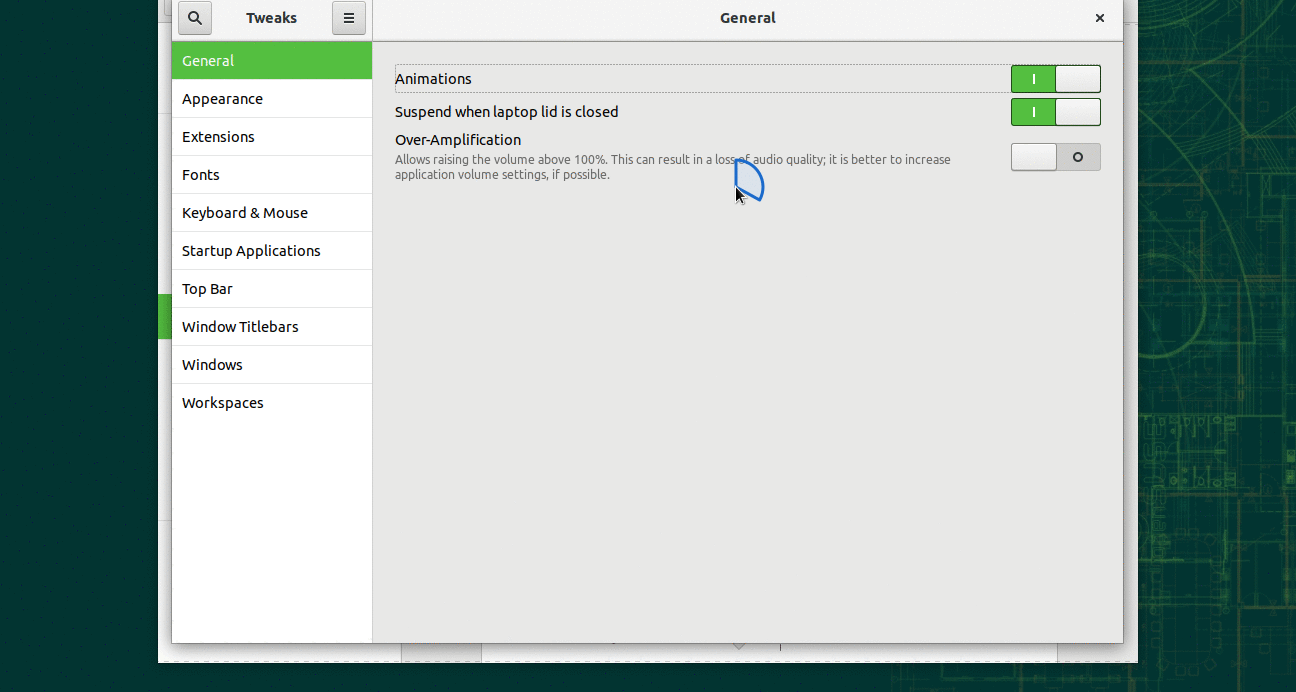 Tweaks
General
General
Appearance
Extensions
Fonts
Keyboard & Mouse
Startup Applications
Top Bar
Window Titlebars
Windows
Workspaces
Animations
Suspend when laptop lid is closed
Over-Amplification
Allows raising the volume above 100%. This can result in a loss of audio quality; it is better to increase
application volume settings, if possible.